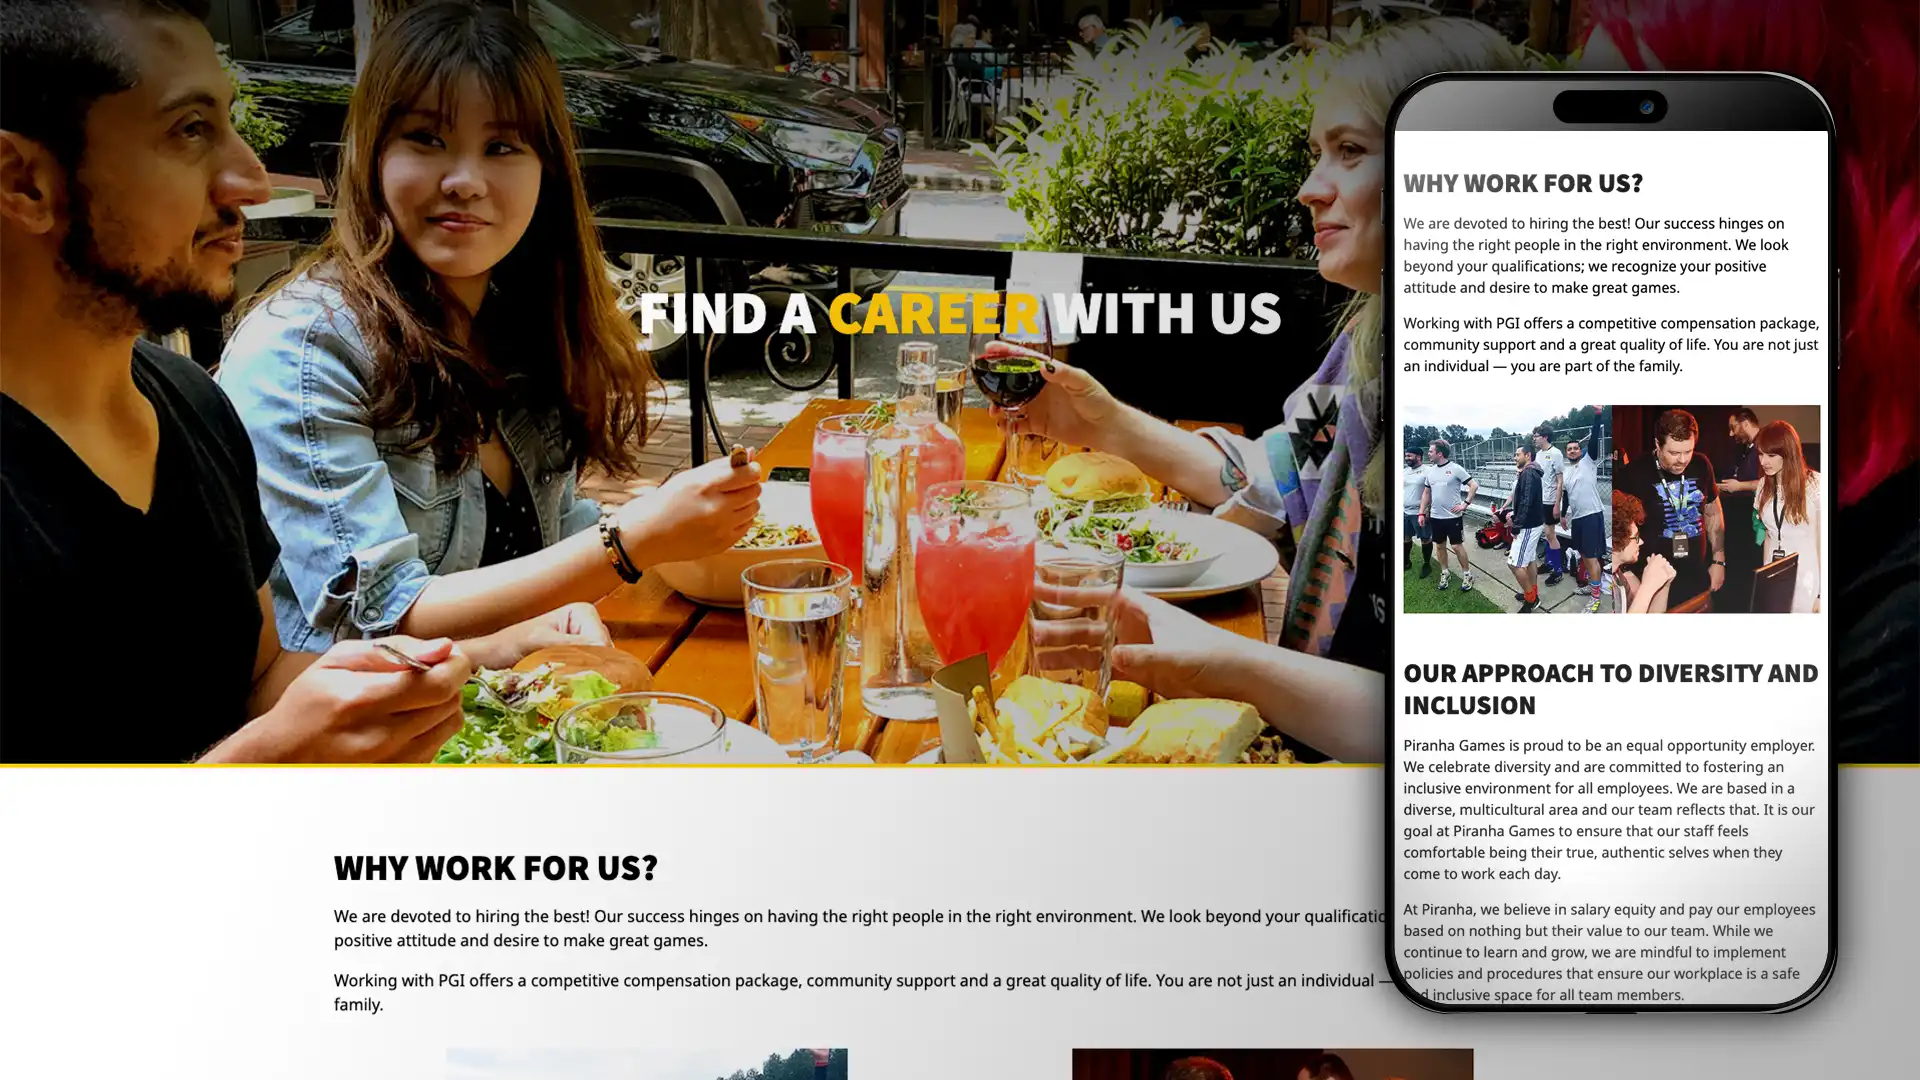 FIND A CAREER WITH US
WHY WORK FOR US?
We are devoted to hiring the best! Our success hinges on having the right people in the right environment. We look beyond your
positive attitude and desire to make great games.
Working with PGI offers a competitive compensation package, community support and a great quality of life. You are not just an individual —
family.
WHY WORK FOR US?
We are devoted to hiring the best! Our success hinges on
having the right people in the right environment. We look
beyond your qualifications; we recognize your positive
attitude and desire to make great games.
Working with PGI offers a competitive compensation package,
community support and a great quality of life. You are not just
an individual — you are part of the family.
OUR APPROACH TO DIVERSITY AND
INCLUSION
Piranha Games is proud to be an equal opportunity employer.
We celebrate diversity and are committed to fostering an
inclusive environment for all employees. We are based in a
diverse, multicultural area and our team reflects that. It is our
goal at Piranha Games to ensure that our staff feels
comfortable being their true, authentic selves when they
come to work each day.
At Piranha, we believe in salary equity and pay our employees
based on nothing but their value to our team. While we
continue to learn and grow, we are mindful to implement
policies and procedures that ensure our workplace is a safe
inclusive space for all team members.